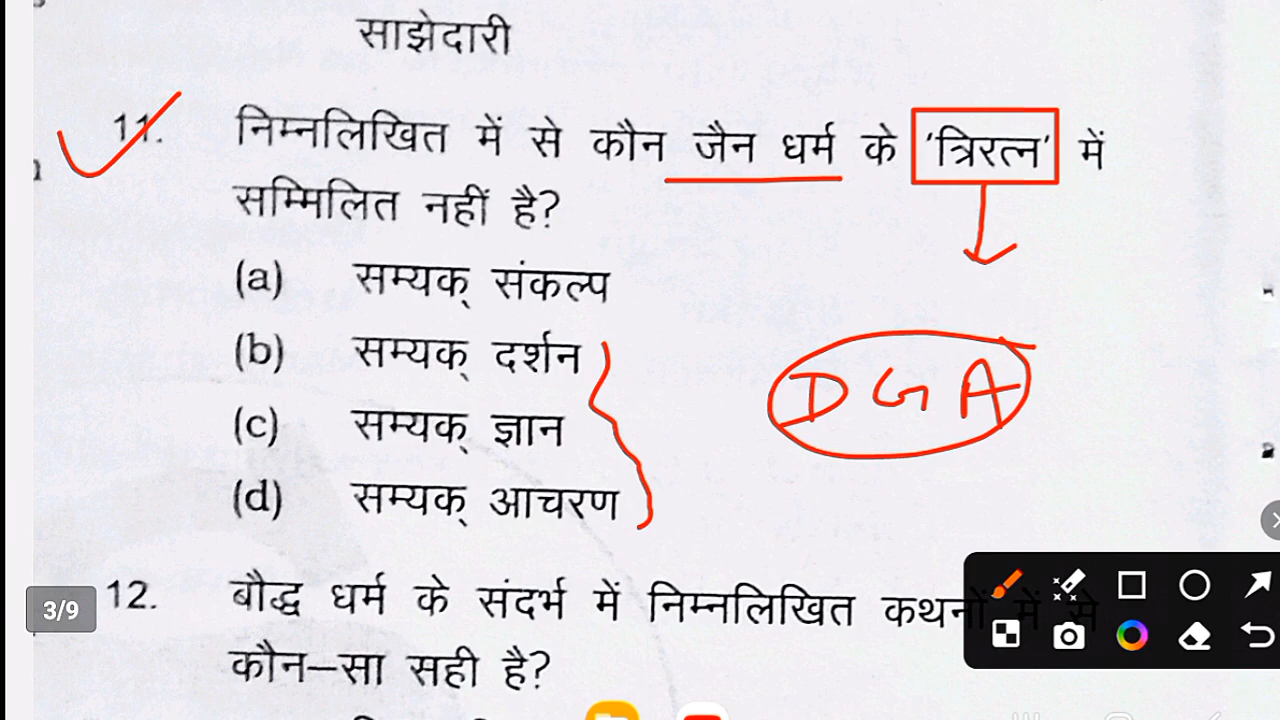 साझेदारी
11. निम्नलिखित में से कौन जैन धर्म के 'त्रिरत्न' में
सम्मिलित नहीं है?
(a) सम्यक् संकल्प
(b) सम्यक् दर्शन
(c) सम्यक् ज्ञान
(d) सम्यक् आचरण
D G A
12. बौद्ध धर्म के संदर्भ में निम्नलिखित कथनों में से
कौन–सा सही है?
3/9